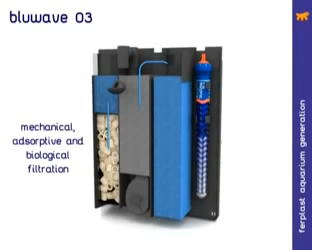 bluwave 03
mechanical,
adsorptive and
biological
filtration
ferplast aquarium generation